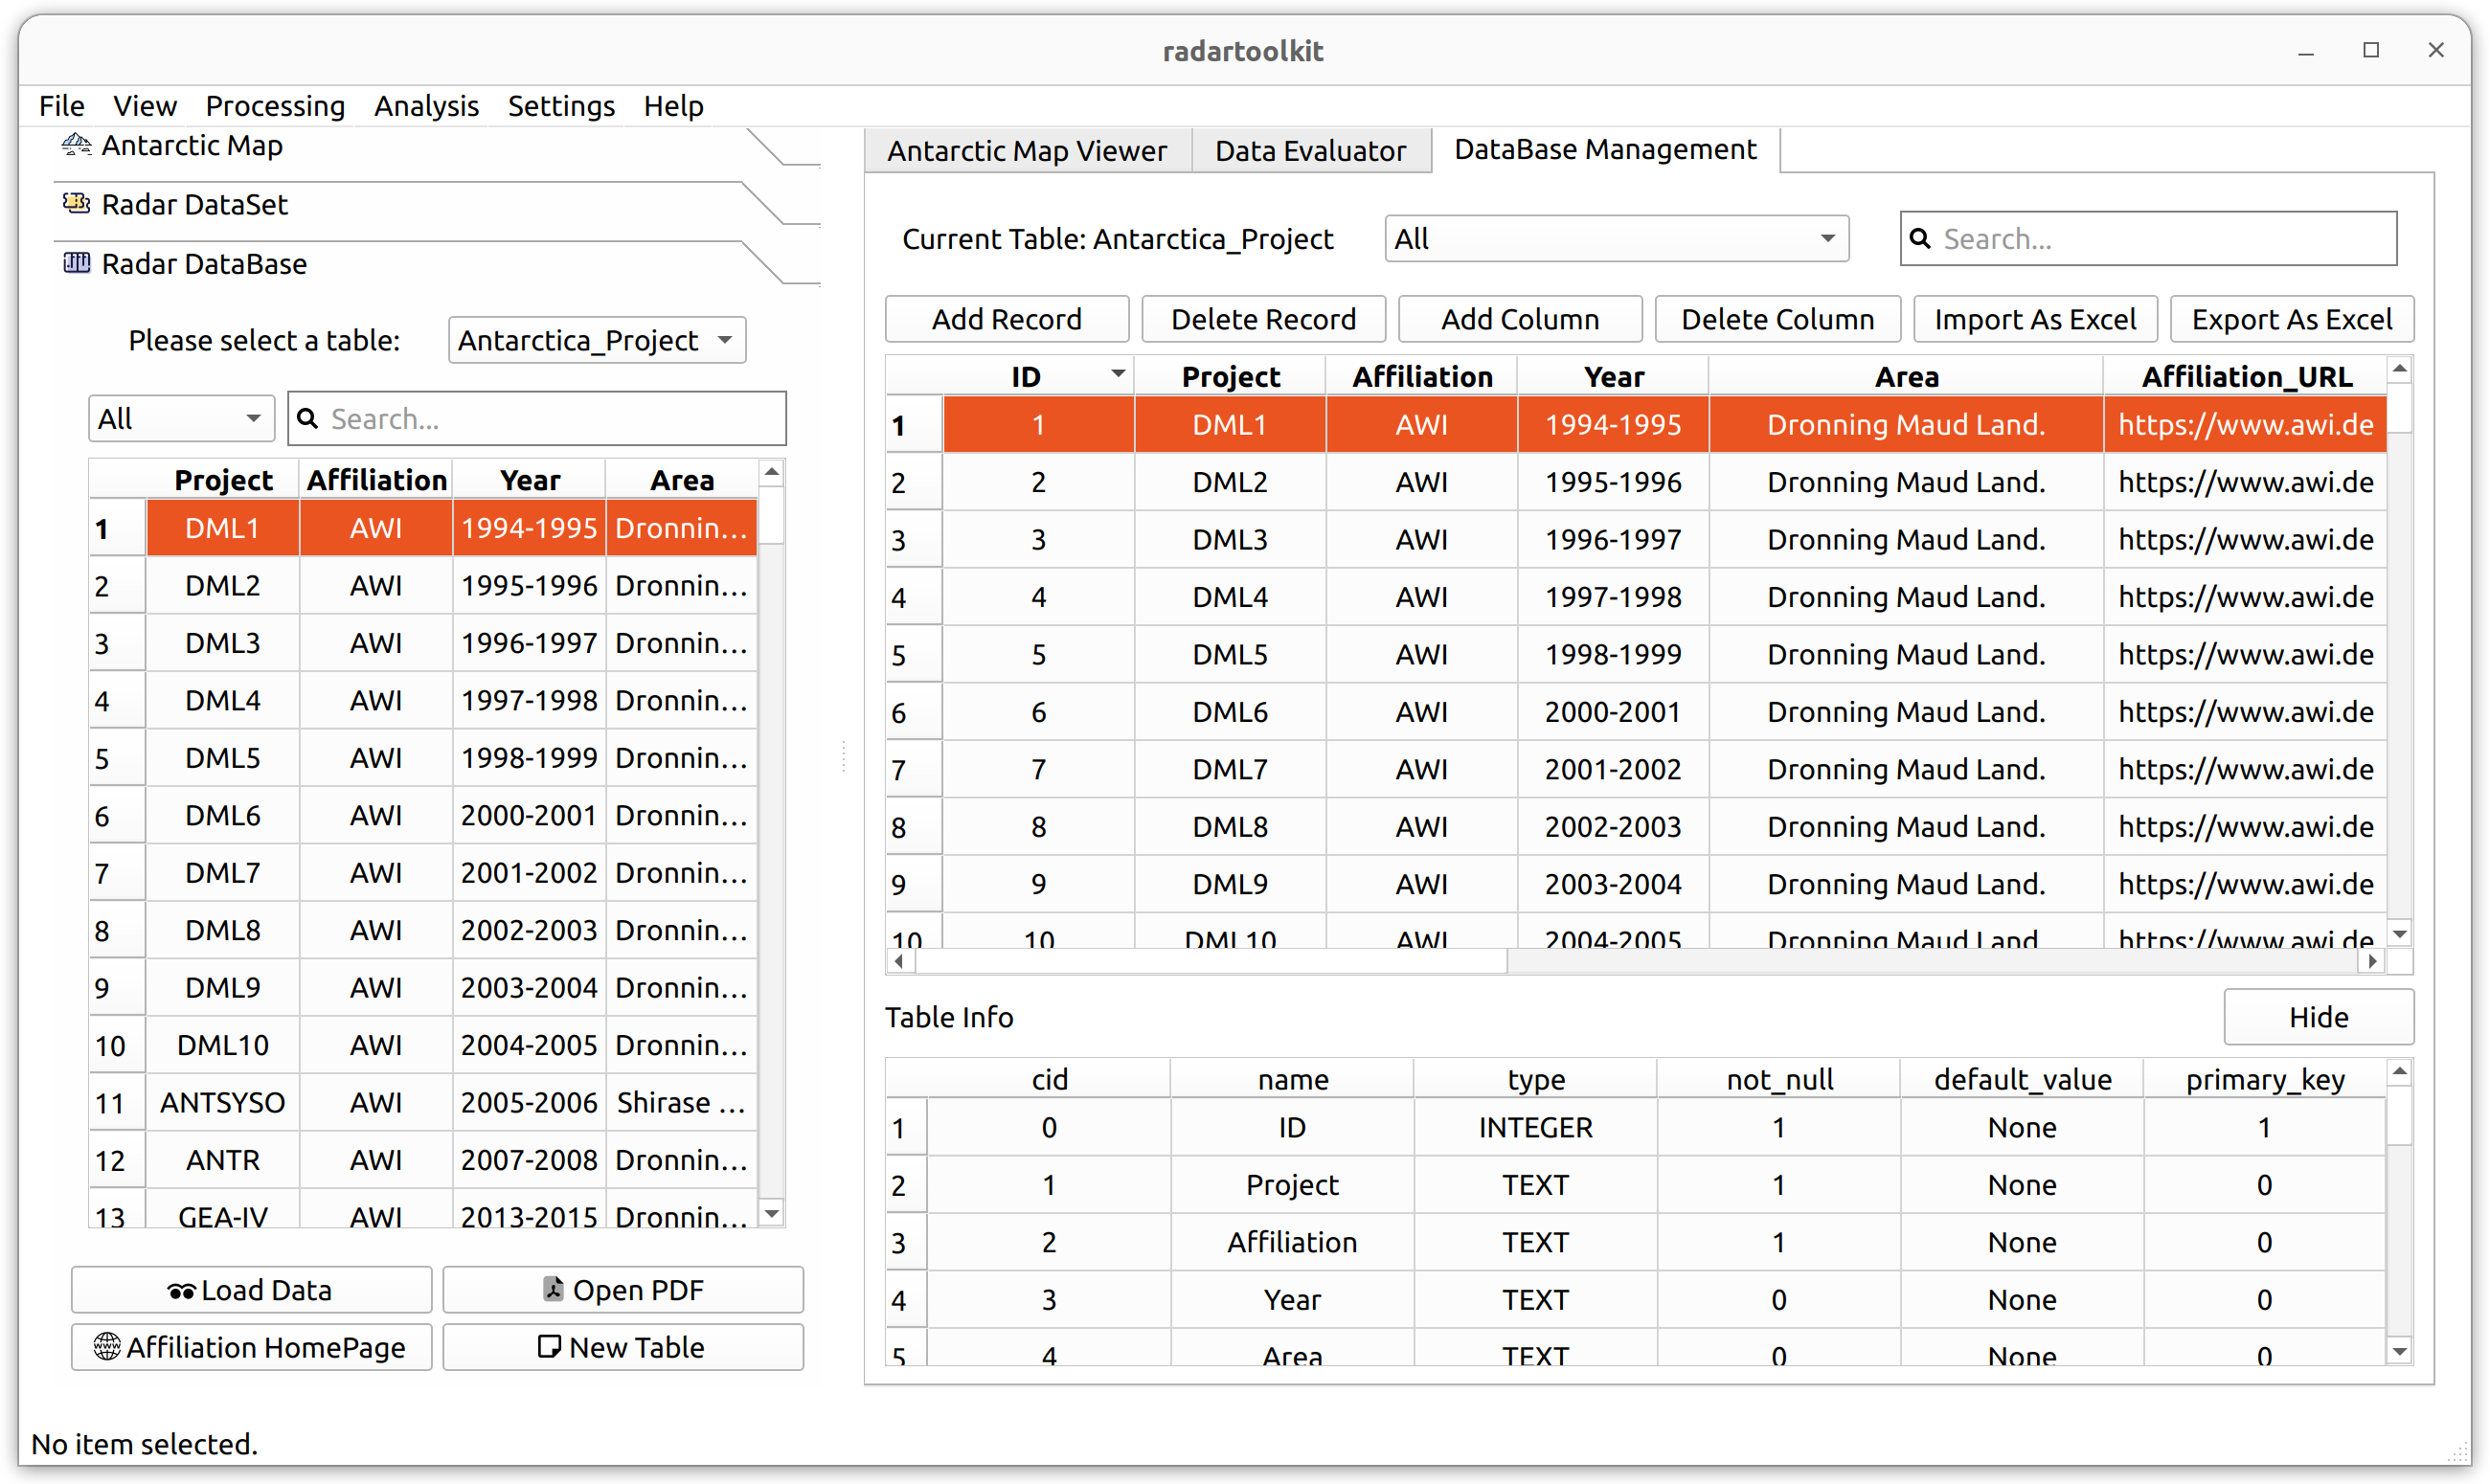 radartoolkit
File View Processing Analysis Settings Help
Antarctic Map
Radar DataSet
Radar DataBase
Please select a table: Antarctica_Project
All Search...
Project Affiliation Year Area
1 DML1 AWI 1994-1995 Dronnin...
2 DML2 AWI 1995-1996 Dronnin...
3 DML3 AWI 1996-1997 Dronnin...
4 DML4 AWI 1997-1998 Dronnin...
5 DML5 AWI 1998-1999 Dronnin...
6 DML6 AWI 2000-2001 Dronnin...
7 DML7 AWI 2001-2002 Dronnin...
8 DML8 AWI 2002-2003 Dronnin...
9 DML9 AWI 2003-2004 Dronnin...
10 DML10 AWI 2004-2005 Dronnin...
11 ANTSYSO AWI 2005-2006 Shirase ...
12 ANTR AWI 2007-2008 Dronnin...
13 GEA-IV AWI 2013-2015 Dronnin...
Load Data Open PDF
Affiliation HomePage New Table
Antarctic Map Viewer Data Evaluator DataBase Management
Current Table: Antarctica_Project All Search...
Add Record Delete Record Add Column Delete Column Import As Excel Export As Excel
ID Project Affiliation Year Area Affiliation_URL
1 1 DML1 AWI 1994-1995 Dronning Maud Land. https://www.awi.de
2 2 DML2 AWI 1995-1996 Dronning Maud Land. https://www.awi.de
3 3 DML3 AWI 1996-1997 Dronning Maud Land. https://www.awi.de
4 4 DML4 AWI 1997-1998 Dronning Maud Land. https://www.awi.de
5 5 DML5 AWI 1998-1999 Dronning Maud Land. https://www.awi.de
6 6 DML6 AWI 2000-2001 Dronning Maud Land. https://www.awi.de
7 7 DML7 AWI 2001-2002 Dronning Maud Land. https://www.awi.de
8 8 DML8 AWI 2002-2003 Dronning Maud Land. https://www.awi.de
9 9 DML9 AWI 2003-2004 Dronning Maud Land. https://www.awi.de
10 10 DML10 AWI 2004-2005 Dronning Maud Land. https://www.awi.de
Table Info Hide
cid name type not_null default_value primary_key
1 0 ID INTEGER 1 None 1
2 1 Project TEXT 1 None 0
3 2 Affiliation TEXT 1 None 0
4 3 Year TEXT 0 None 0
5 4 Area TEXT 0 None 0
No item selected.